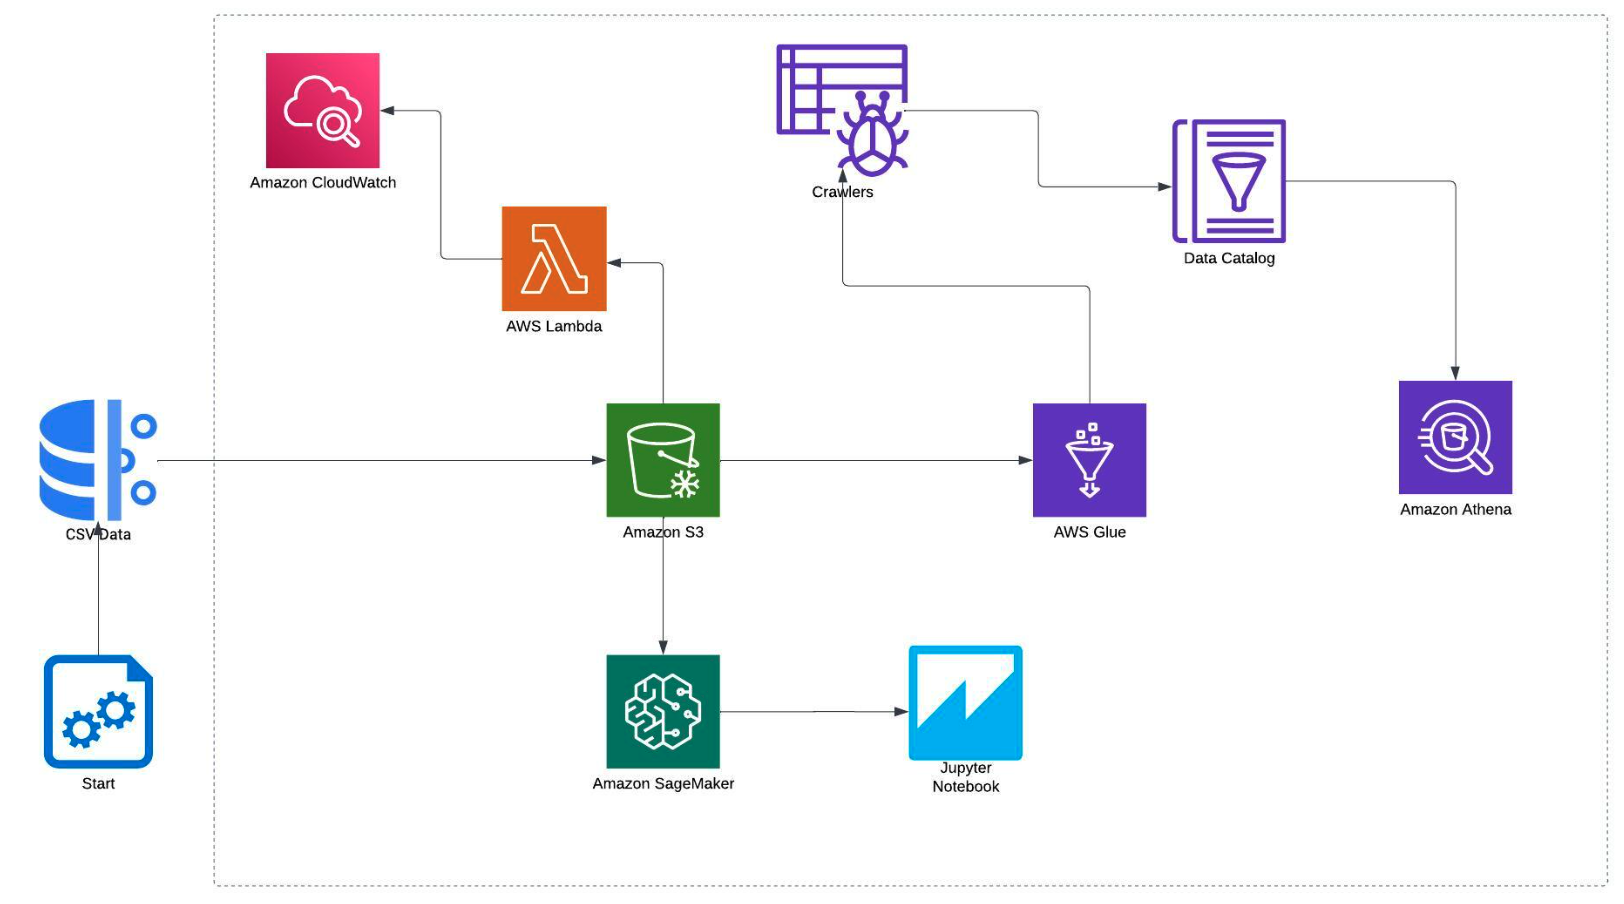 Amazon CloudWatch
Crawlers
Data Catalog
AWS Lambda
Amazon Athena
CSV Data
Amazon S3
AWS Glue
Start
Amazon SageMaker
Jupyter
Notebook